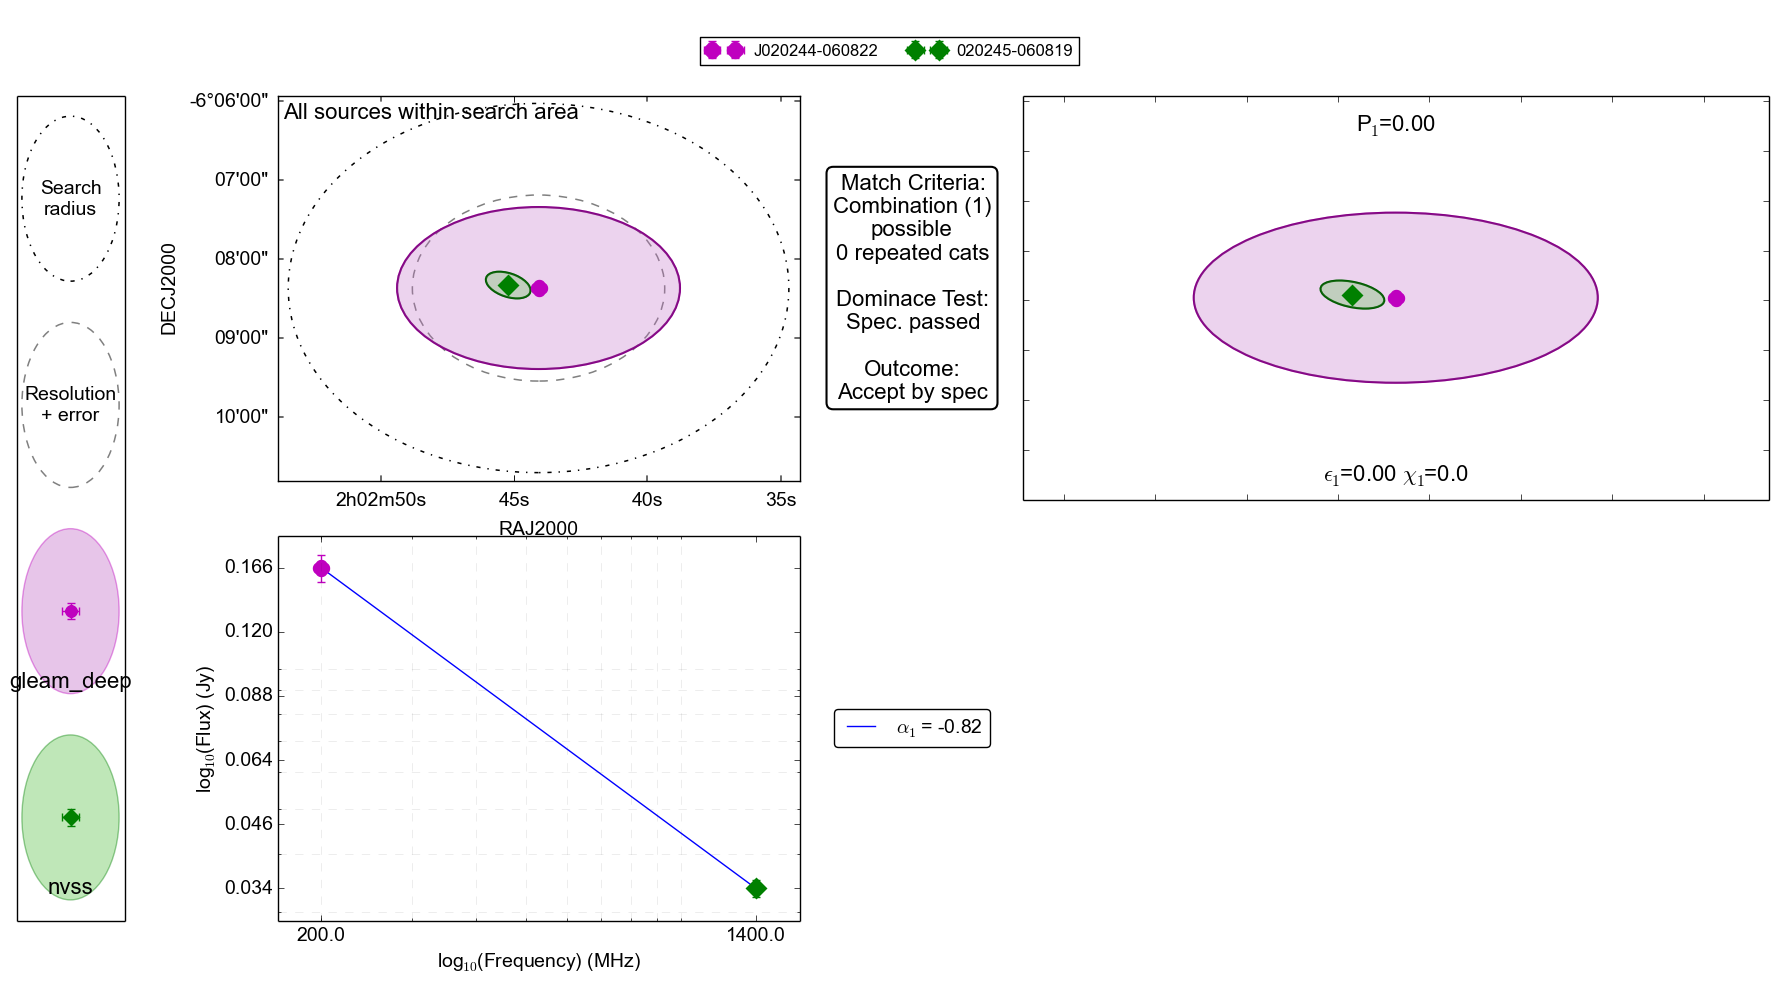 J020244-060822 020245-060819
Search
radius
Resolution
+ error
gleam_deep
nvss
All sources within search area
-6°06'00"
07'00"
08'00"
09'00"
10'00"
DECJ2000
2h02m50s 45s 40s 35s
RAJ2000
Match Criteria:
Combination (1)
possible
0 repeated cats
Dominace Test:
Spec. passed
Outcome:
Accept by spec
P₁=0.00
ϵ₁=0.00 χ₁=0.0
0.166
0.120
0.088
0.064
0.046
0.034
log₁₀(Flux) (Jy)
200.0 1400.0
log₁₀(Frequency) (MHz)
α₁ = -0.82